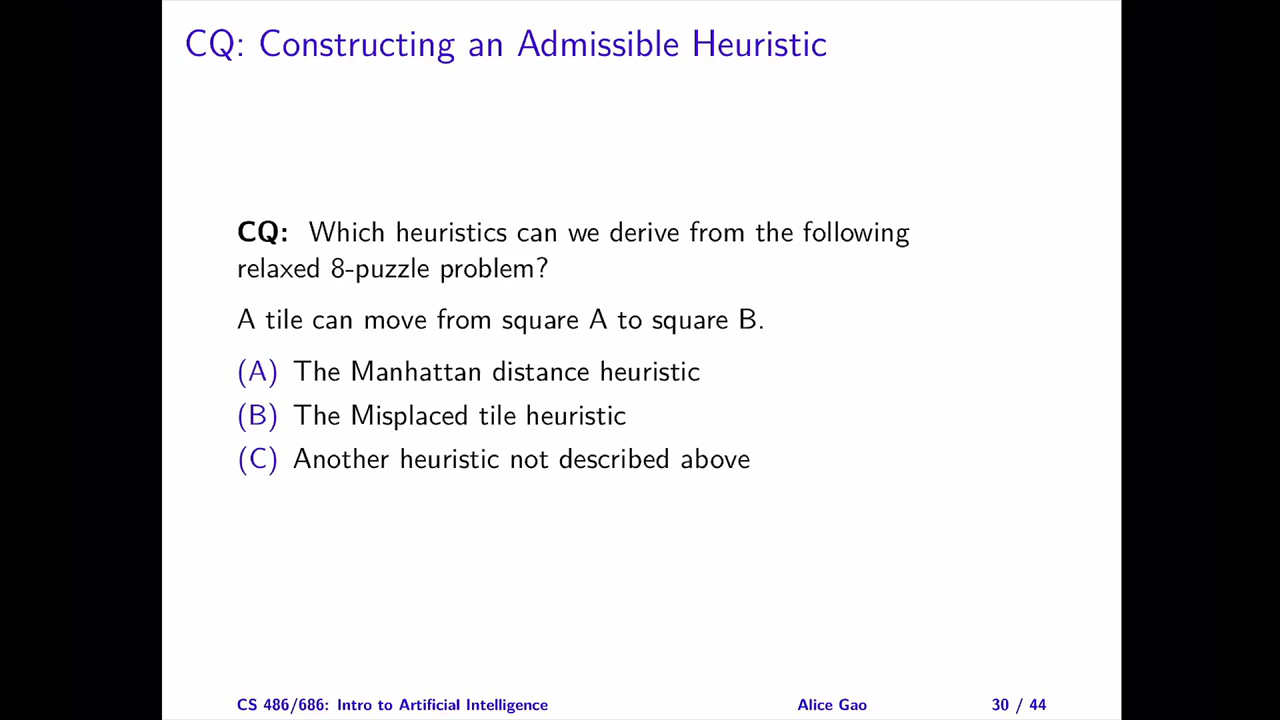 CQ: Constructing an Admissible Heuristic
CQ: Which heuristics can we derive from the following
relaxed 8-puzzle problem?
A tile can move from square A to square B.
(A) The Manhattan distance heuristic
(B) The Misplaced tile heuristic
(C) Another heuristic not described above
CS 486/686: Intro to Artificial Intelligence Alice Gao 30 / 44